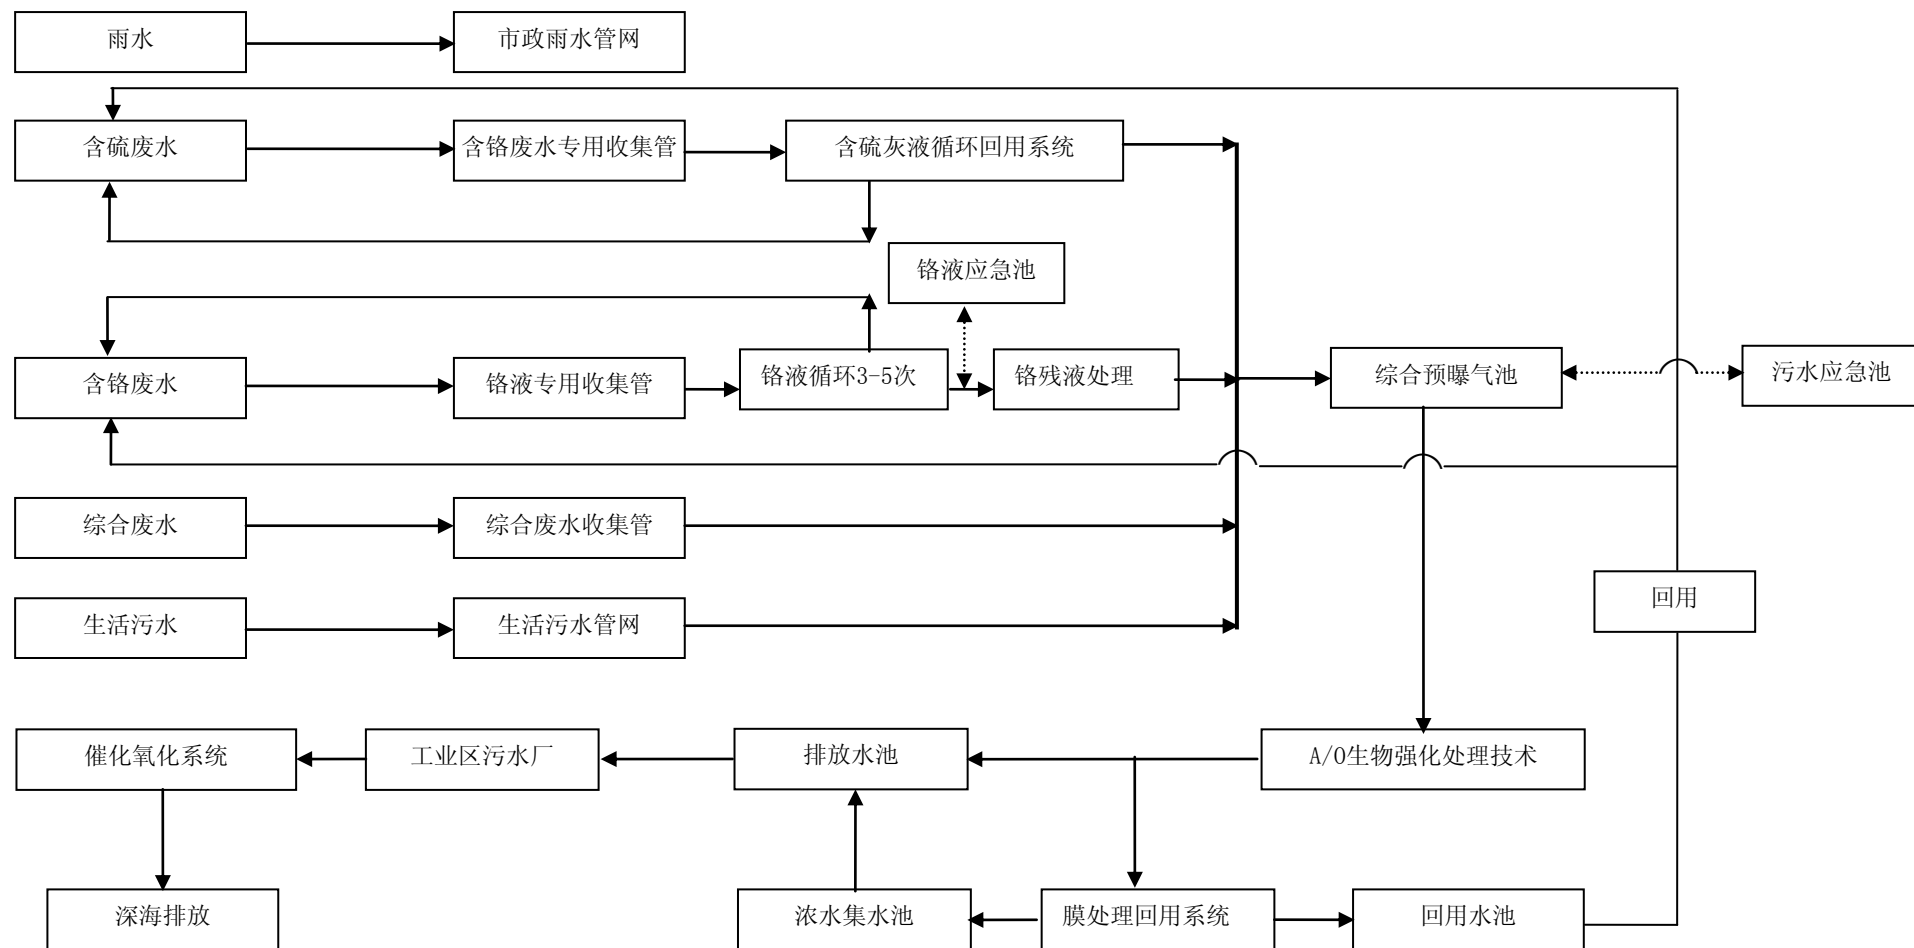 雨水
市政雨水管网
含硫废水
含铬废水专用收集管
含硫灰液循环回用系统
铬液应急池
含铬废水
铬液专用收集管
铬液循环3-5次
铬残液处理
综合预曝气池
污水应急池
综合废水
综合废水收集管
回用
生活污水
生活污水管网
催化氧化系统
工业区污水厂
排放水池
A/O生物强化处理技术
深海排放
浓水集水池
膜处理回用系统
回用水池